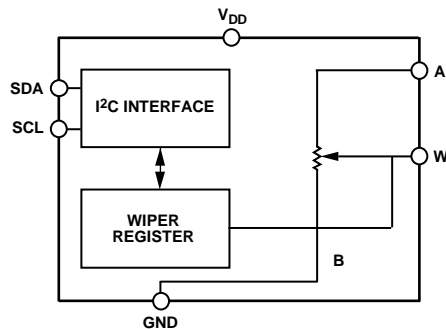 V_DD
A
SDA
I²C INTERFACE
SCL
W
WIPER
REGISTER
B
GND